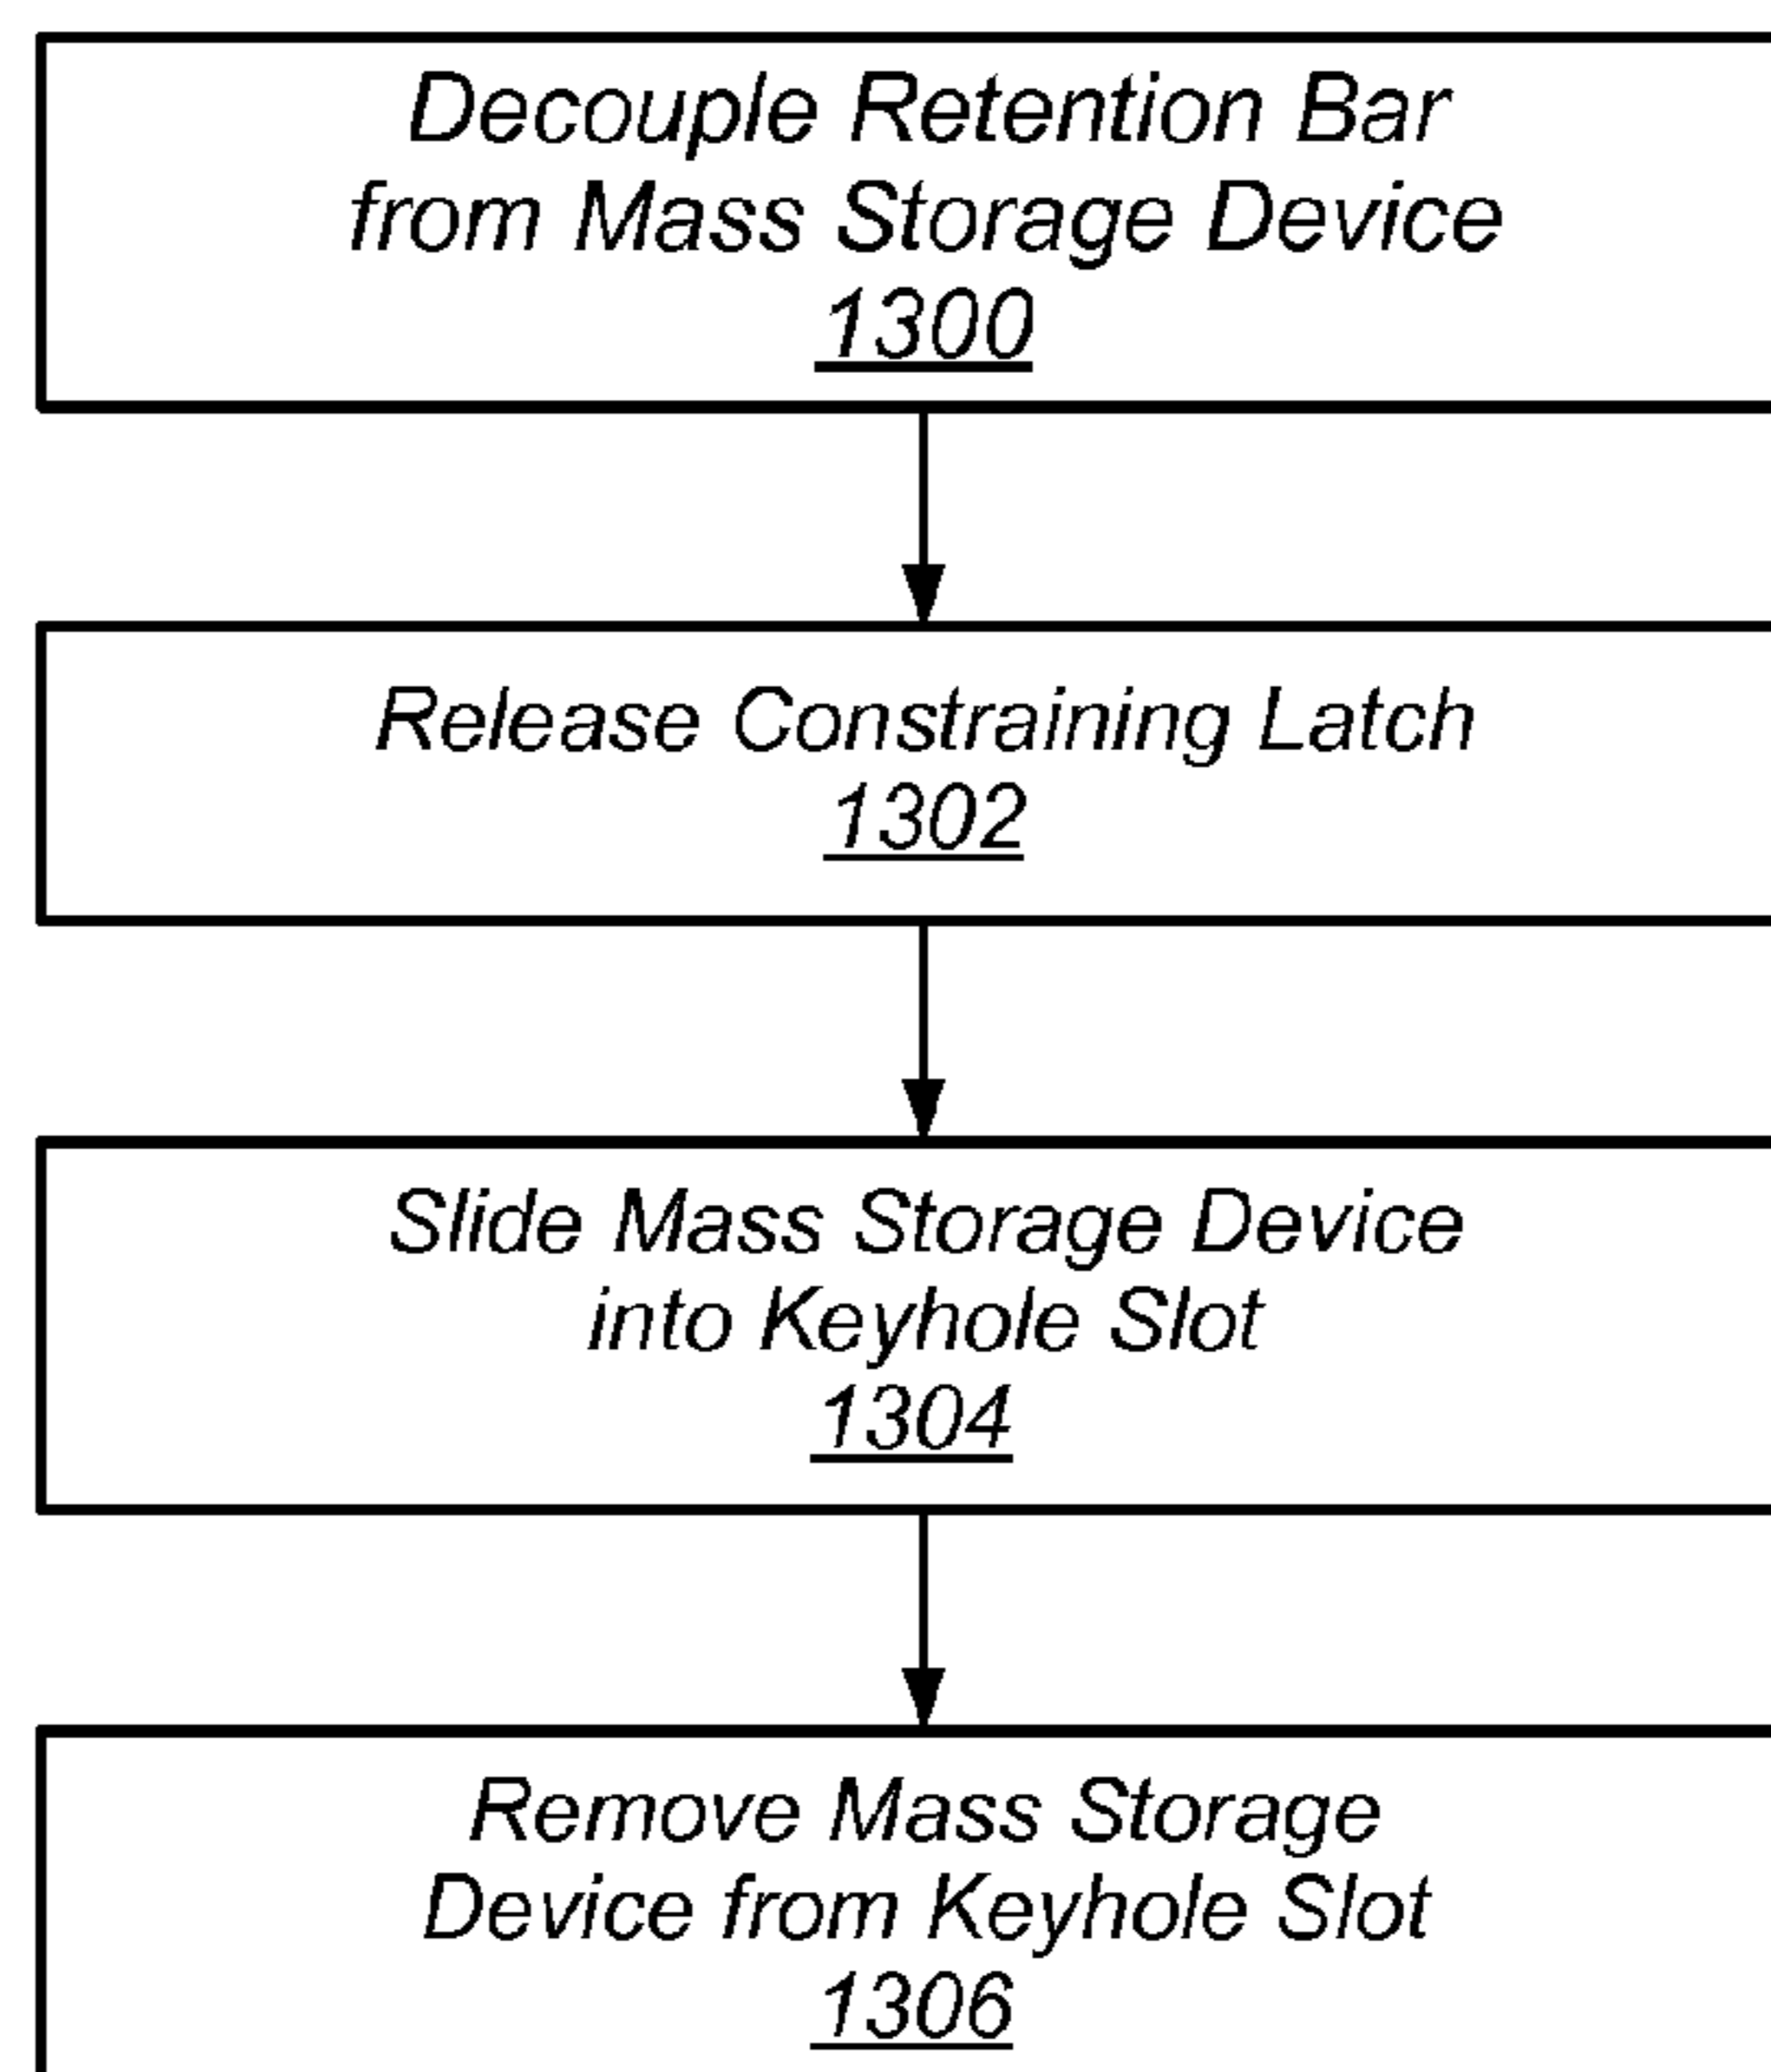 Decouple Retention Bar
from Mass Storage Device
1300
Release Constraining Latch
1302
Slide Mass Storage Device
into Keyhole Slot
1304
Remove Mass Storage
Device from Keyhole Slot
1306